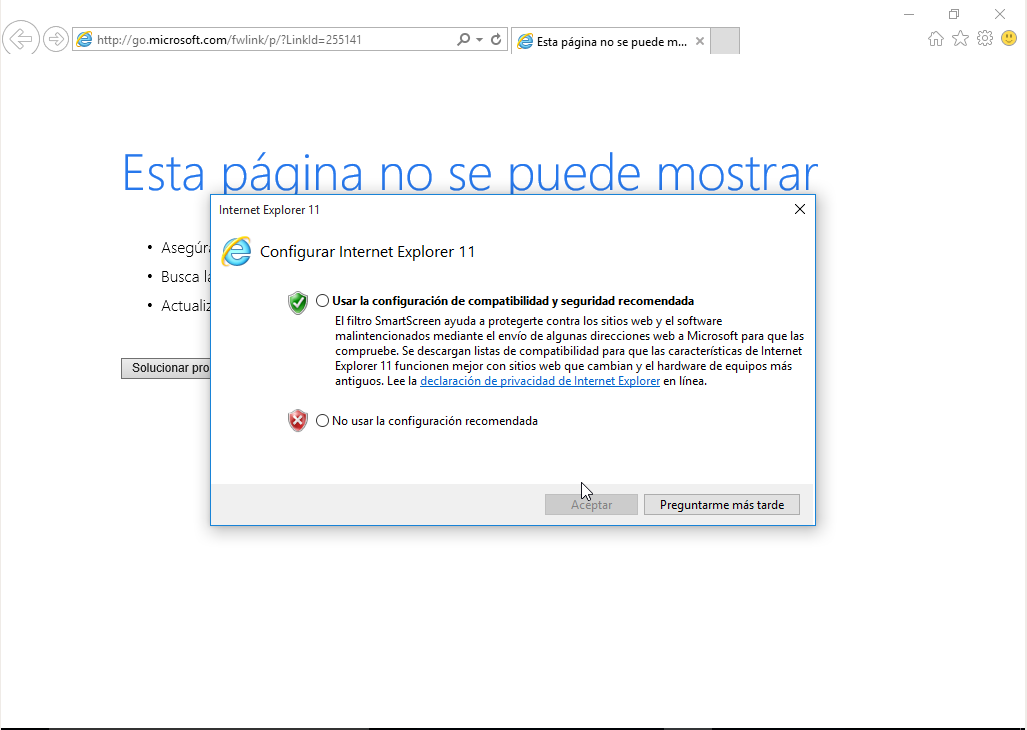 http://go.microsoft.com/fwlink/p/?LinkId=255141
Esta página no se puede m...
Esta página no se puede mostrar
Internet Explorer 11
Configurar Internet Explorer 11
• Asegúra
• Busca la
• Actualiz
Solucionar pro
Usar la configuración de compatibilidad y seguridad recomendada
El filtro SmartScreen ayuda a protegerte contra los sitios web y el software
malintencionados mediante el envío de algunas direcciones web a Microsoft para que las
compruebe. Se descargan listas de compatibilidad para que las características de Internet
Explorer 11 funcionen mejor con sitios web que cambian y el hardware de equipos más
antiguos. Lee la declaración de privacidad de Internet Explorer en línea.
No usar la configuración recomendada
Aceptar
Preguntarme más tarde